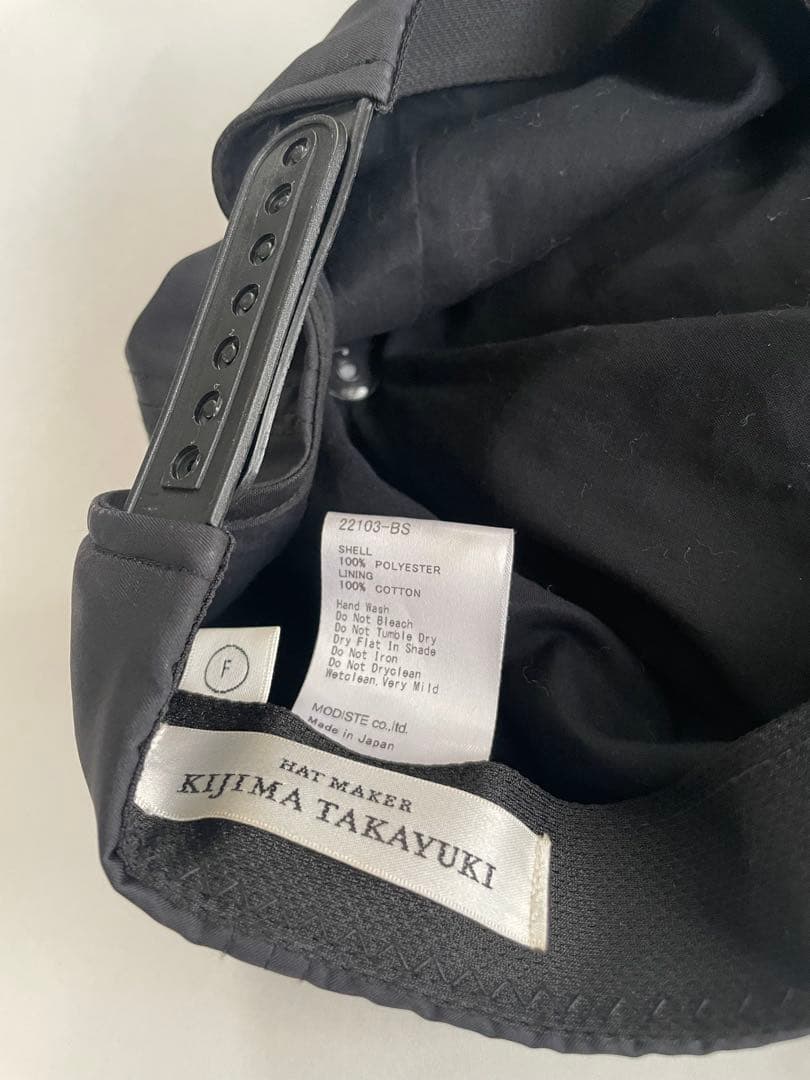 22103-BS
SHELL
100% POLYESTER
LINING
100% COTTON
Hand Wash
Do Not Bleach
Do Not Tumble Dry
Dry Flat In Shade
Do Not Iron
Do Not Dryclean
Wetclean, Very Mild
MODISTE co.,ltd.
Made in Japan
F
HAT MAKER
KIJIMA TAKAYUKI